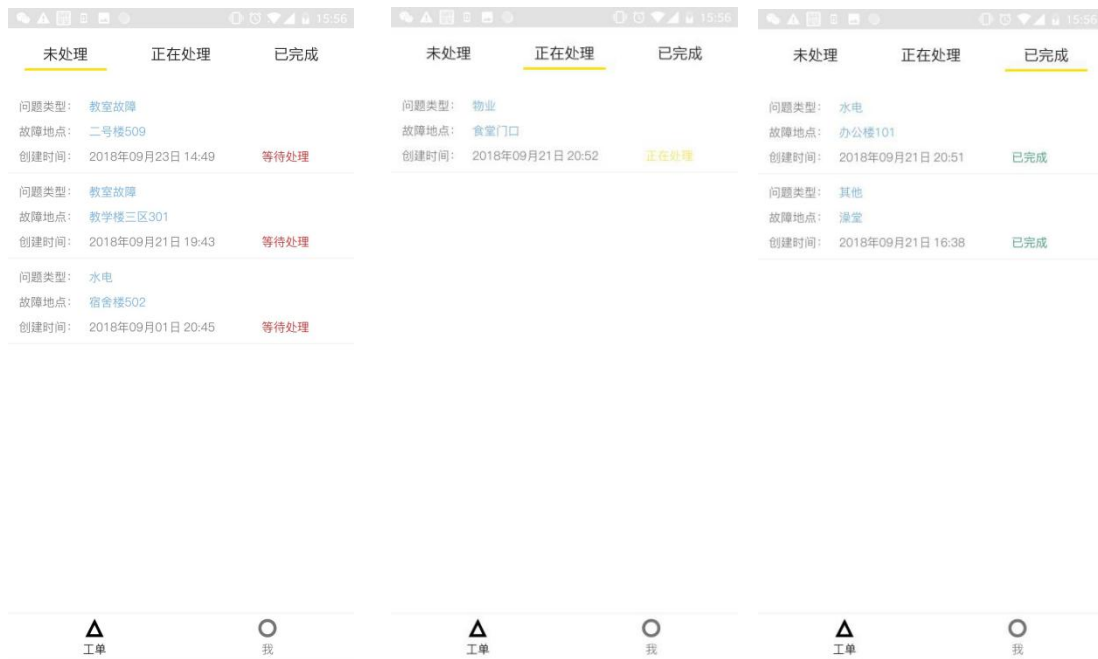 15:56
未处理 正在处理 已完成
问题类型： 教室故障
故障地点： 二号楼509
创建时间： 2018年09月23日 14:49 等待处理
问题类型： 教室故障
故障地点： 教学楼三区301
创建时间： 2018年09月21日 19:43 等待处理
问题类型： 水电
故障地点： 宿舍楼502
创建时间： 2018年09月01日 20:45 等待处理
工单 我
15:56
未处理 正在处理 已完成
问题类型： 物业
故障地点： 食堂门口
创建时间： 2018年09月21日 20:52 正在处理
工单 我
15:56
未处理 正在处理 已完成
问题类型： 水电
故障地点： 办公楼101
创建时间： 2018年09月21日 20:51 已完成
问题类型： 其他
故障地点： 澡堂
创建时间： 2018年09月21日 16:38 已完成
工单 我